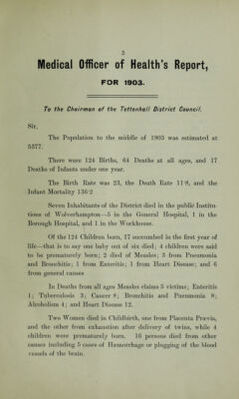 3
Medical Officer of Health's Report,
FOR 1903.
To the Chairman of the Tettenhall District Council.
Sir,
The Population to the middle of 1903 was estimated at
5377.
There were 124 Births, 64 Deaths at all ages, and 17
Deaths of Infants under one year.
The Birth Rate was 23, the Death Rate 11·8, and the
Infant Mortality 136·2
Seven Inhabitants of the District died in the public Institu-
tions of Wolverhampton—5 in the General Hospital, 1 in the
Borough Hospital, and 1 in the Workhouse.
Of the 124 Children born, 17 succumbed in the first year of
life—that is to say one baby out of six died; 4 children were said
to be prematurely born; 2 died of Measles; 3 from Pneumonia
and Bronchitis; 1 from Enteritis; 1 from Heart Disease; and 6
from general causes
In Deaths from all ages Measles claims 5 victims; Enteritis
1; Tuberculosis 3; Cancer 8; Bronchitis and Pneumonia 9;
Alcoholism 4; and Heart Disease 12.
Two Women died in Childbirth, one from Placenta Prævia,
and the other from exhaustion after delivery of twins, while 4
children were prematurely born. 16 persons died from other
causes including 5 cases of Hæmorrhage or plugging of the blood
vessels of the brain.